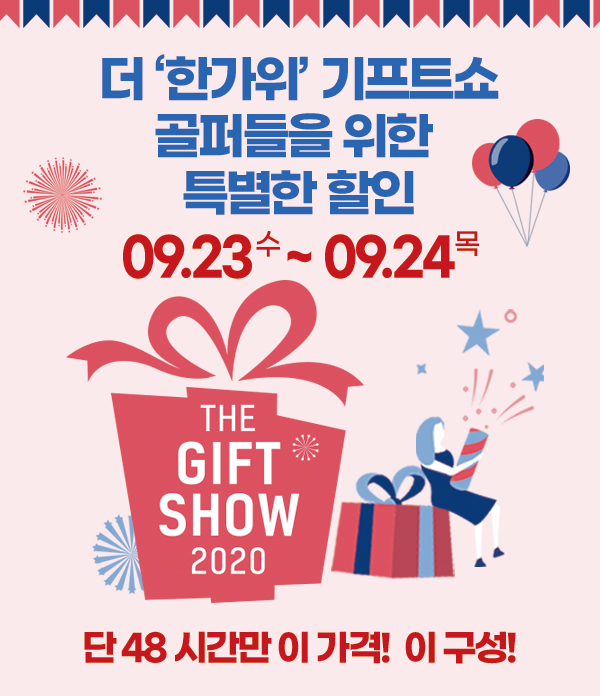 더 ‘한가위’ 기프트쇼
골퍼들을 위한
특별한 할인
09.23수 ~ 09.24목
THE
GIFT
SHOW
2020
단 48 시간만 이 가격! 이 구성!